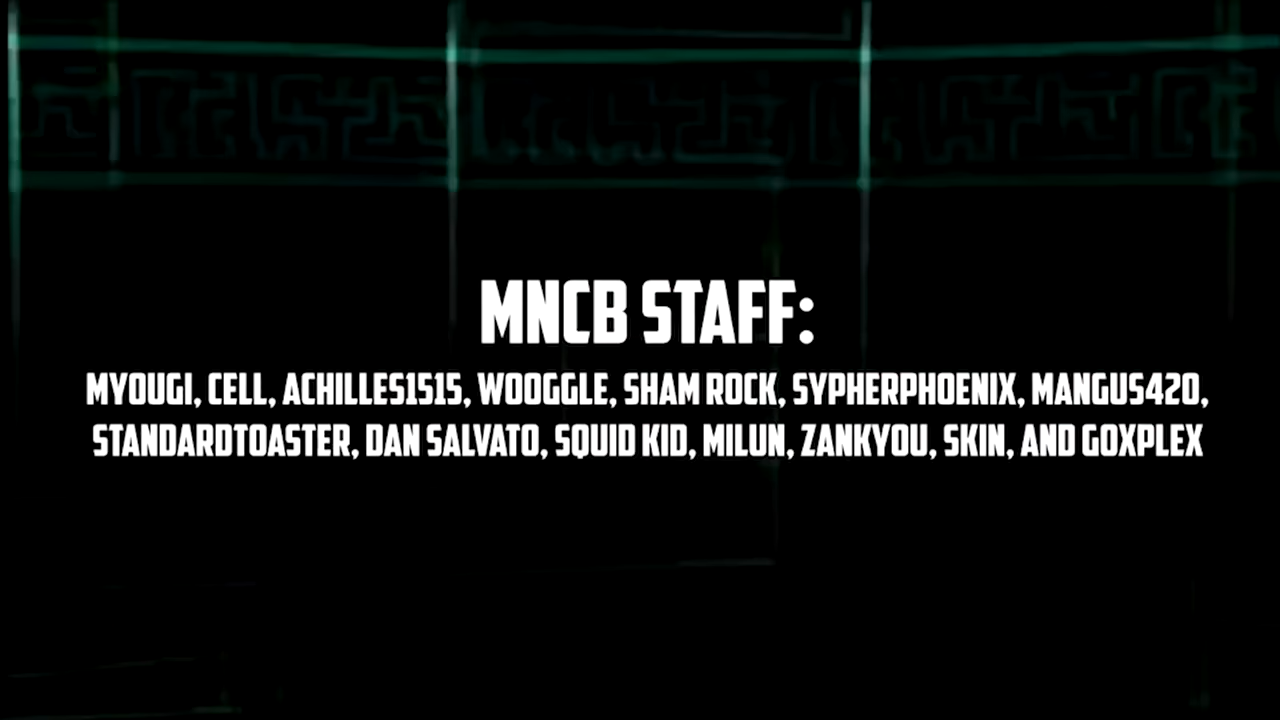 MNCB STAFF:
MYOUGI, CELL, ACHILLES1515, WOOGGLE, SHAM ROCK, SYPHERPHOENIX, MANGUS420,
STANDARDTOASTER, DAN SALVATO, SQUID KID, MILUN, ZANKYOU, SKIN, AND GOXPLEX